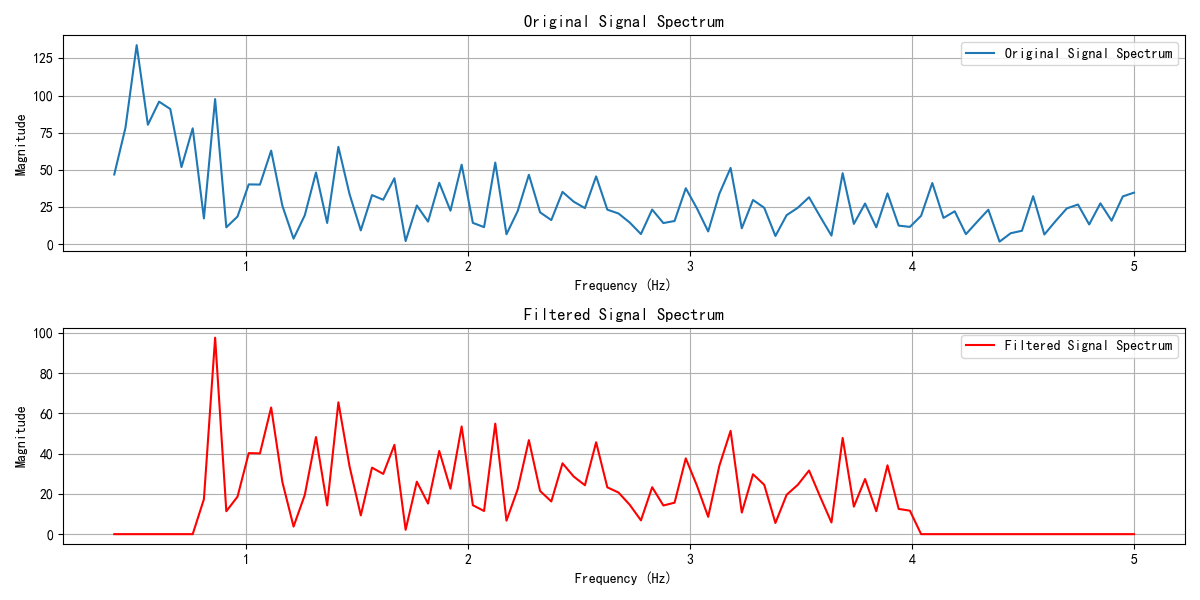 Original Signal Spectrum
Original Signal Spectrum
Magnitude
125
100
75
50
25
0
1 2 3 4 5
Frequency (Hz)
Filtered Signal Spectrum
Filtered Signal Spectrum
Magnitude
100
80
60
40
20
0
1 2 3 4 5
Frequency (Hz)